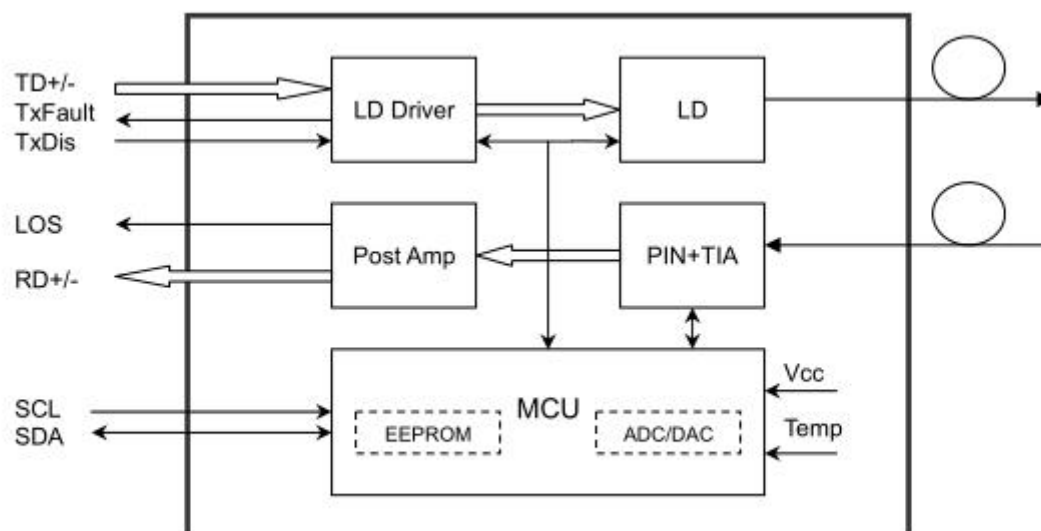 TD+/-
TxFault
TxDis
LD Driver
LD
LOS
RD+/-
Post Amp
PIN+TIA
SCL
SDA
MCU
EEPROM
ADC/DAC
Vcc
Temp